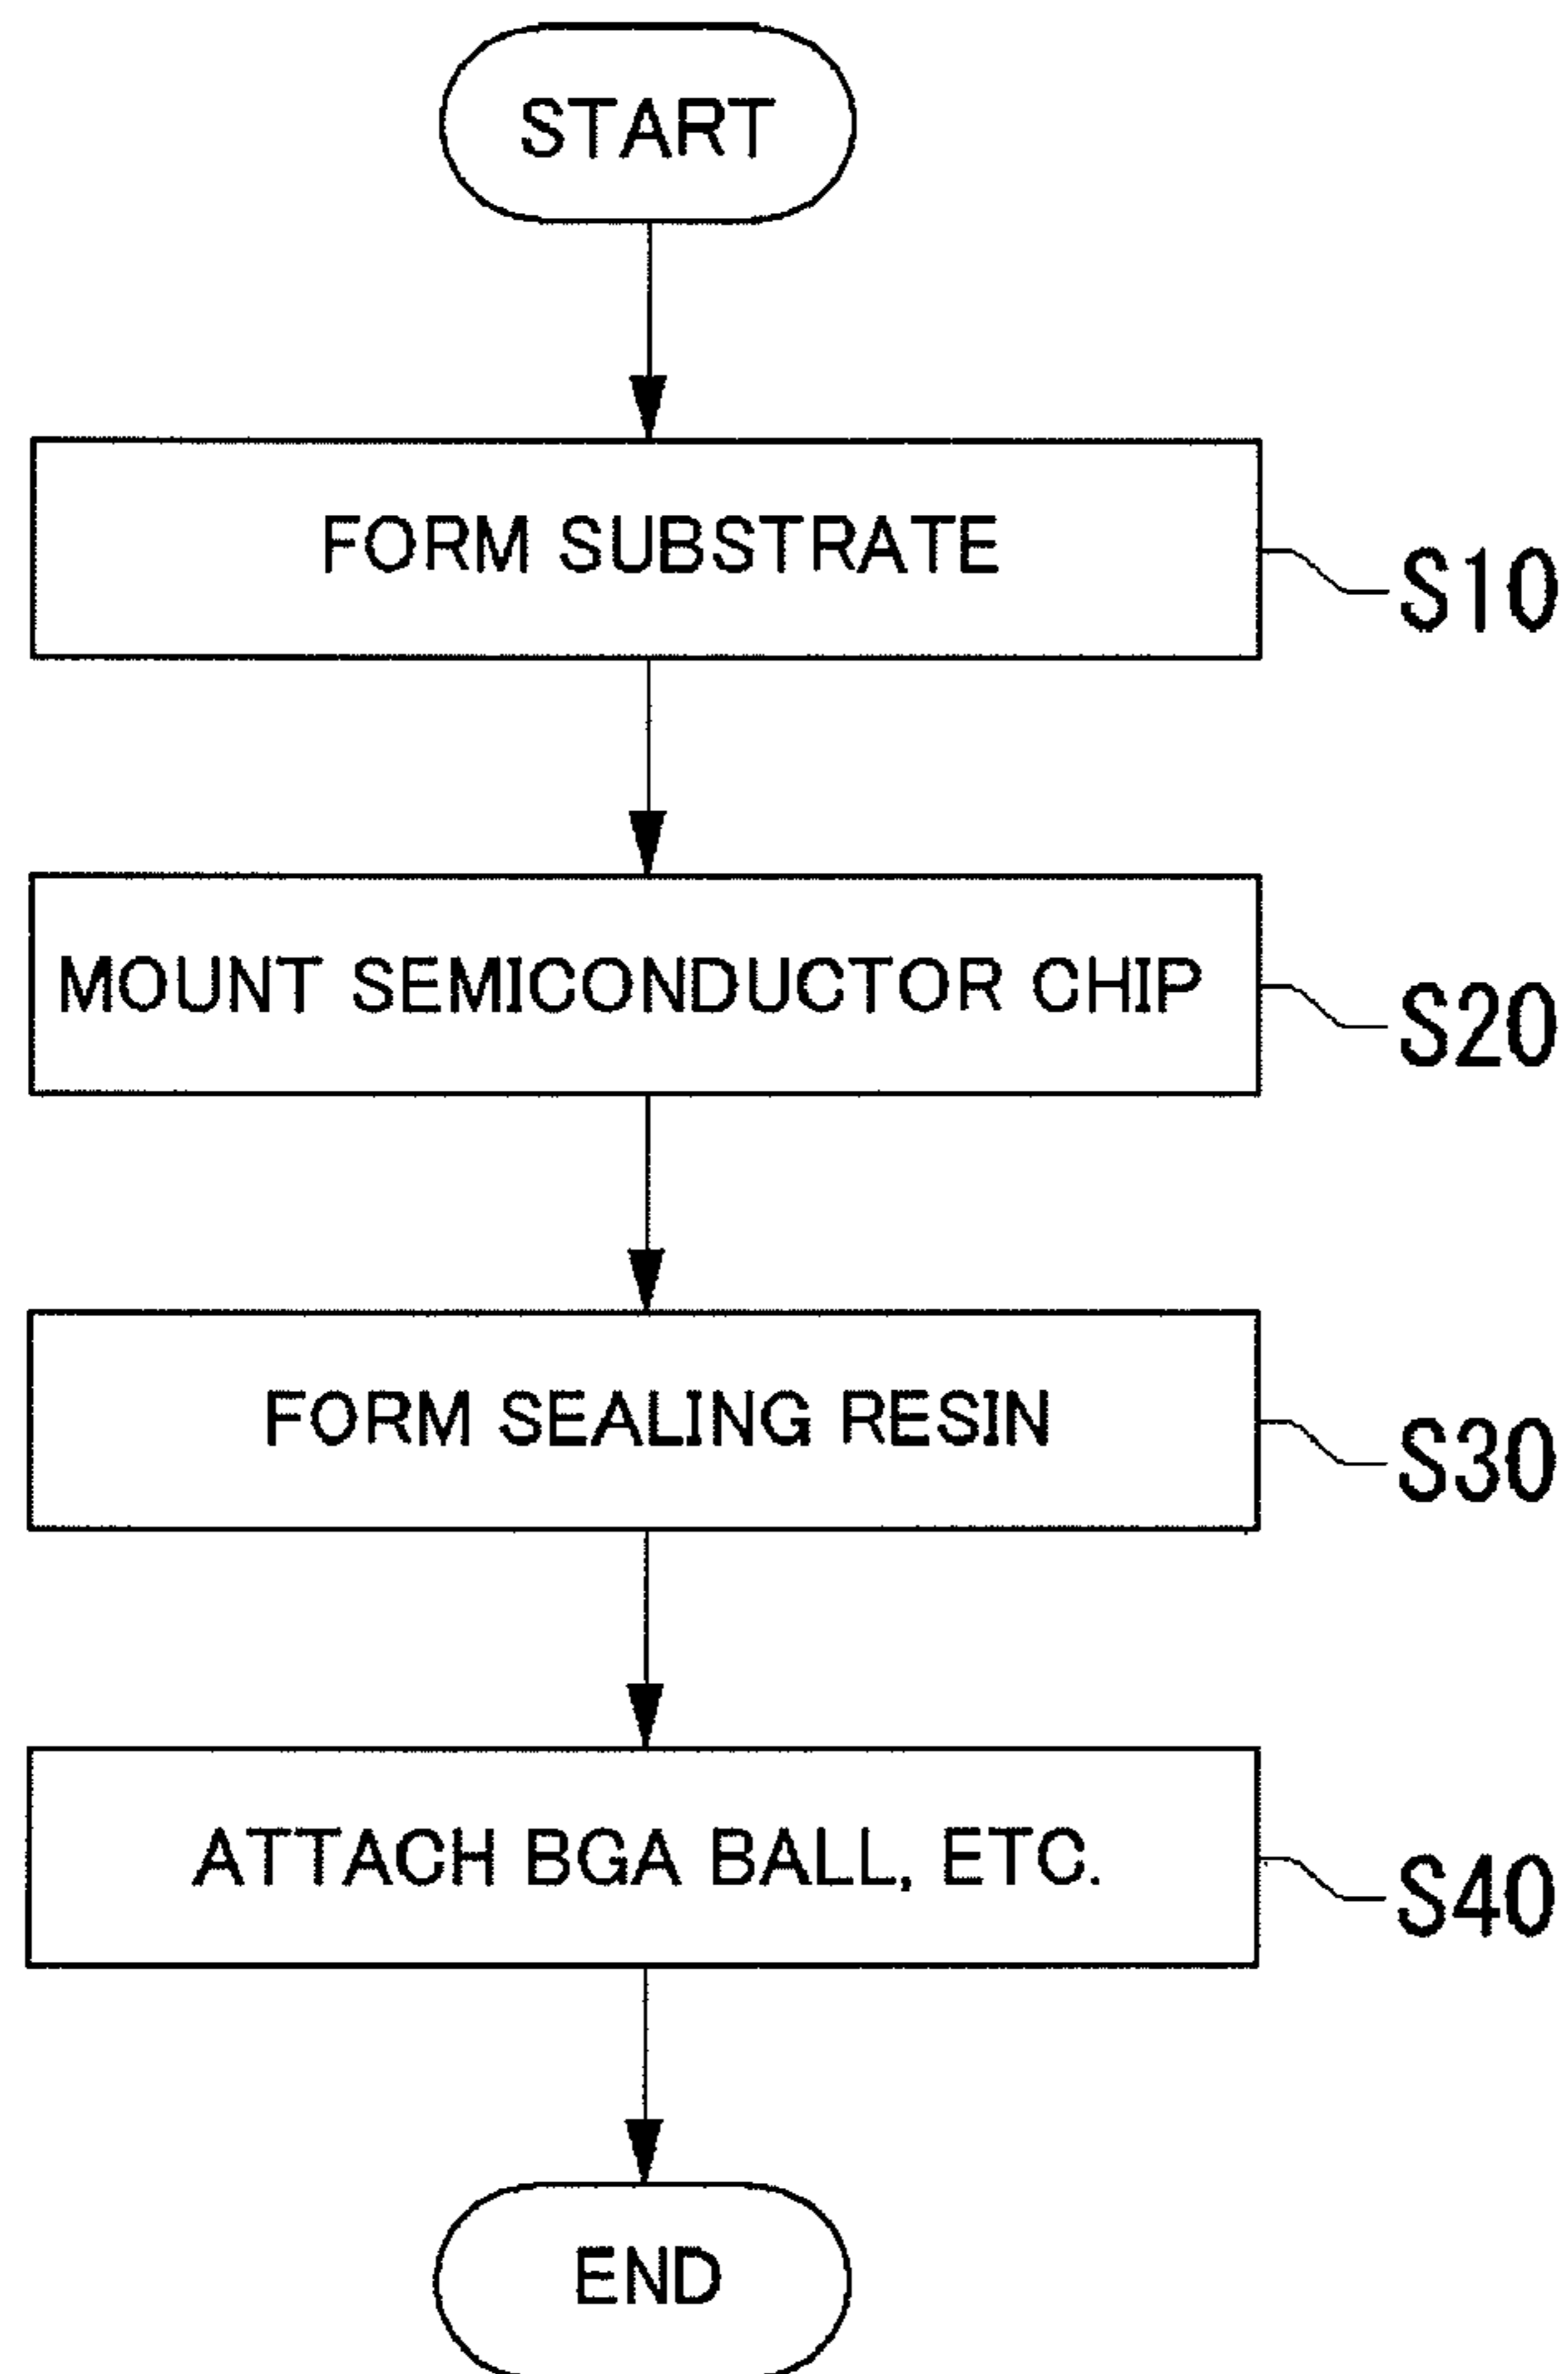 START
FORM SUBSTRATE
S10
MOUNT SEMICONDUCTOR CHIP
S20
FORM SEALING RESIN
S30
ATTACH BGA BALL, ETC.
S40
END